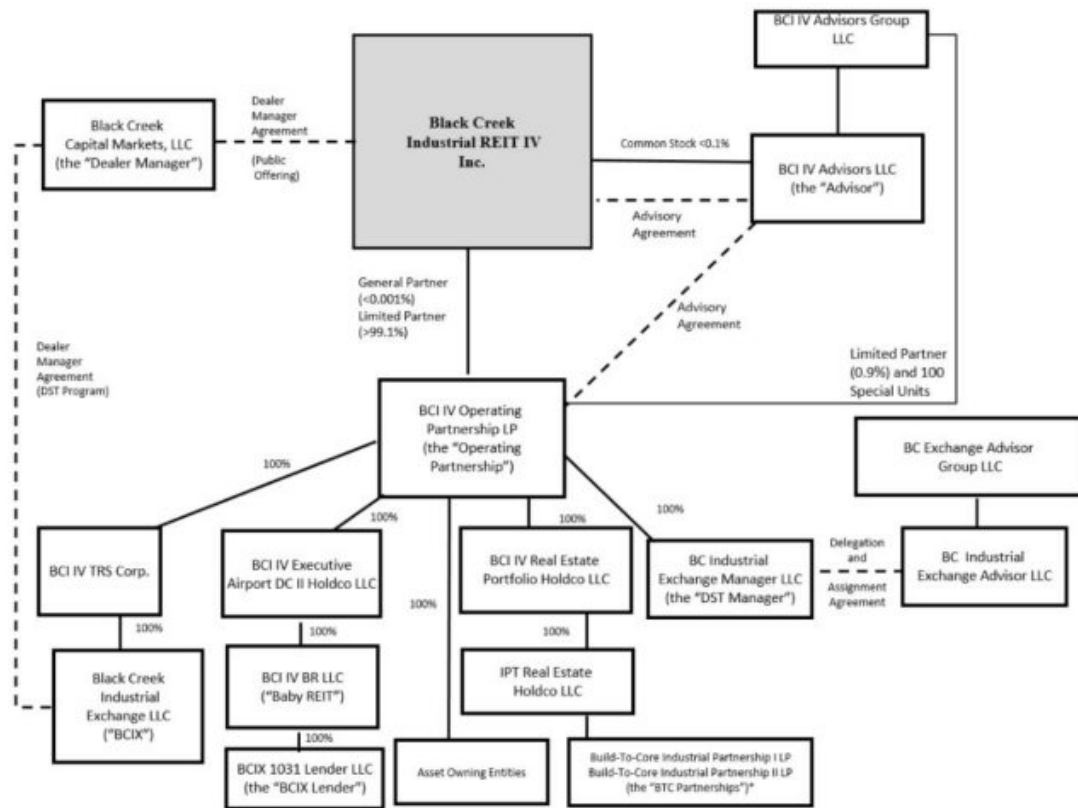 BCI IV Advisors Group
LLC
Black Creek
Capital Markets, LLC
(the “Dealer Manager”)
Dealer
Manager
Agreement
(Public
Offering)
Black Creek
Industrial REIT IV
Inc.
Common Stock <0.1%
BCI IV Advisors LLC
(the “Advisor”)
Advisory
Agreement
General Partner
(<0.001%)
Limited Partner
(>99.1%)
Advisory
Agreement
Dealer
Manager
Agreement
(DST Program)
Limited Partner
(0.9%) and 100
Special Units
BCI IV Operating
Partnership LP
(the “Operating
Partnership”)
BC Exchange Advisor
Group LLC
100%
100%
100%
100%
100%
BCI IV TRS Corp.
BCI IV Executive
Airport DC II Holdco LLC
BCI IV Real Estate
Portfolio Holdco LLC
BC Industrial
Exchange Manager LLC
(the “DST Manager”)
Delegation
and
Assignment
Agreement
BC Industrial
Exchange Advisor LLC
100%
100%
100%
Black Creek
Industrial
Exchange LLC
(“BCIX”)
BCI IV BR LLC
(“Baby REIT”)
IPT Real Estate
Holdco LLC
100%
BCIX 1031 Lender LLC
(the “BCIX Lender”)
Asset Owning Entities
Build-To-Core Industrial Partnership I LP
Build-To-Core Industrial Partnership II LP
(the “BTC Partnerships”)*